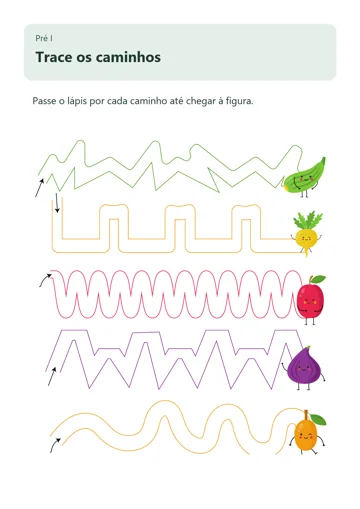 Pré I
Trace os caminhos
Passe o lápis por cada caminho até chegar à figura.